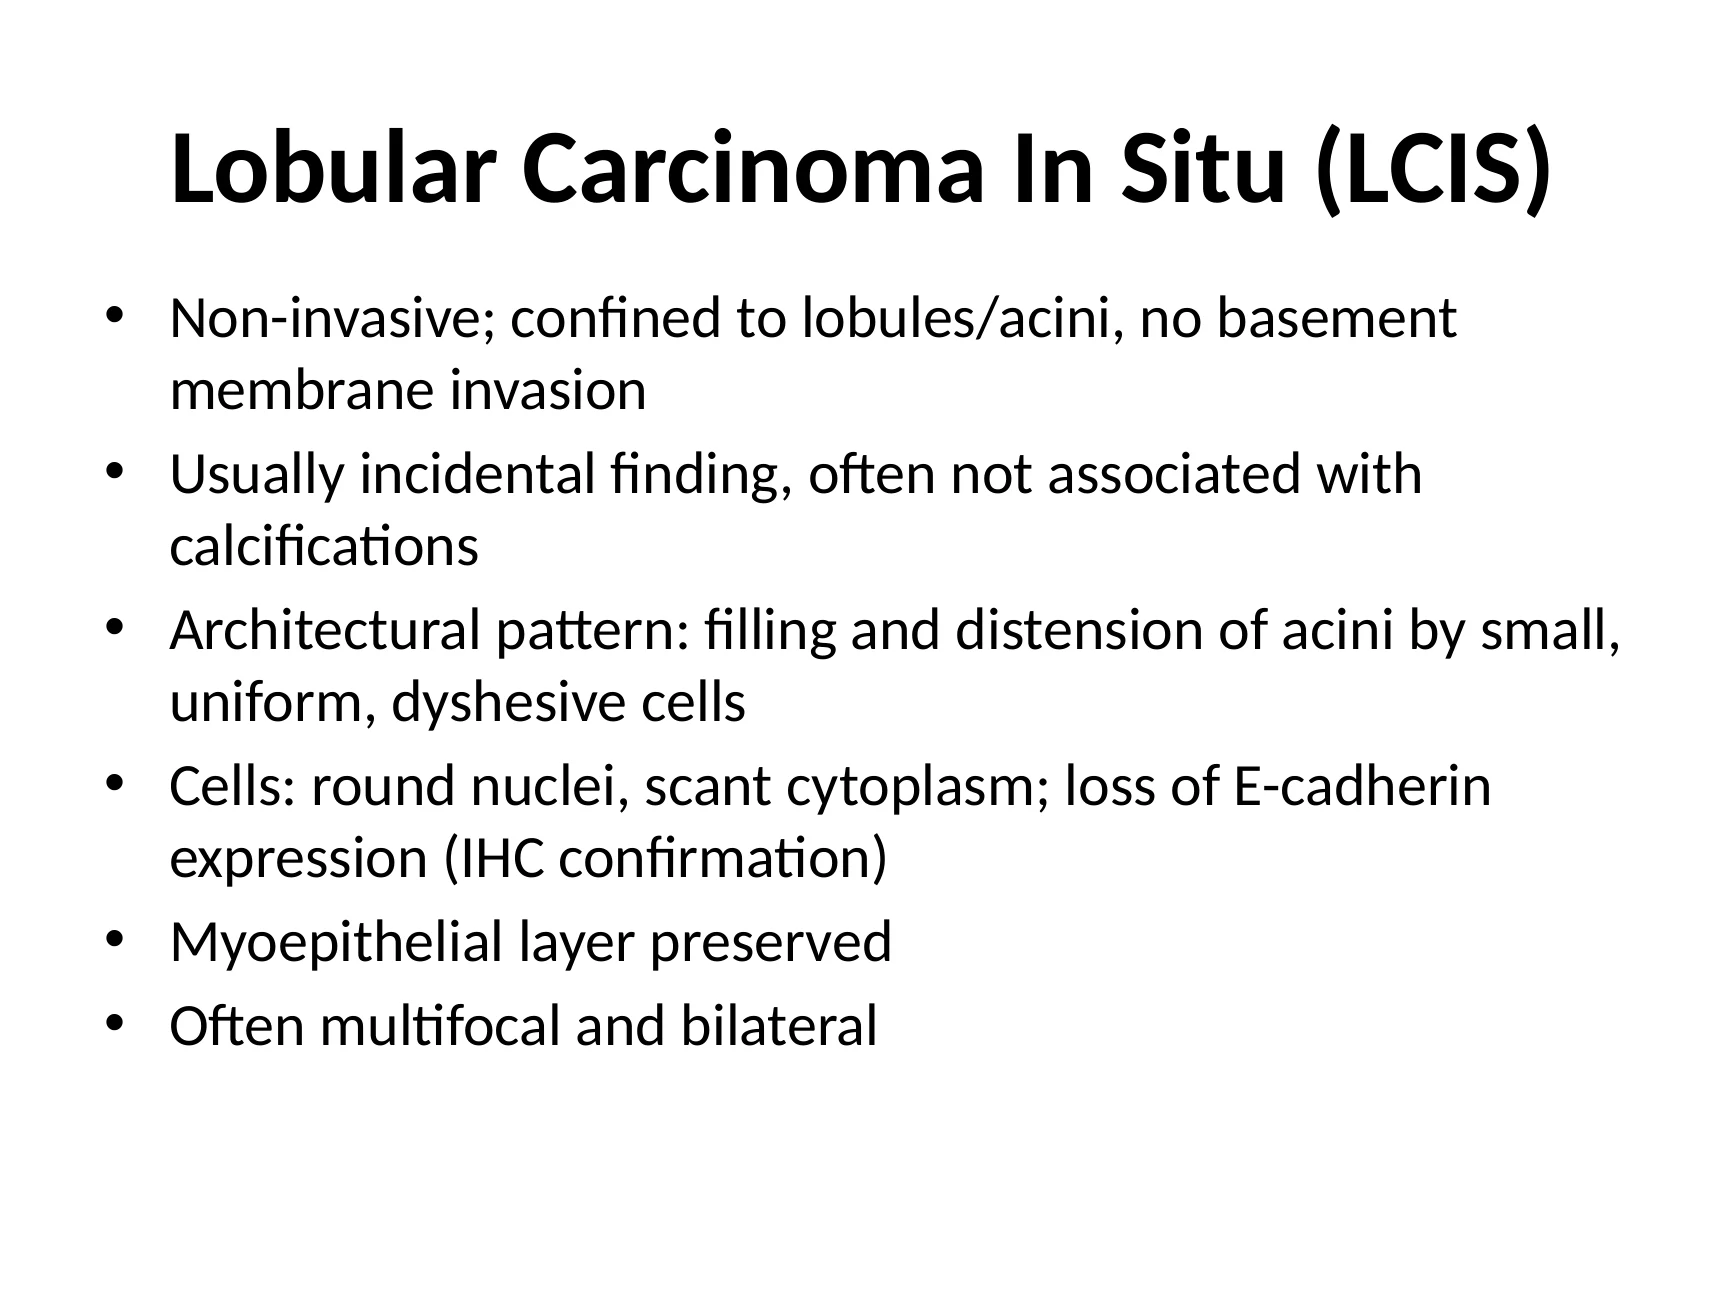 Lobular Carcinoma In Situ (LCIS)
• Non-invasive; confined to lobules/acini, no basement
membrane invasion
• Usually incidental finding, often not associated with
calcifications
• Architectural pattern: filling and distension of acini by small,
uniform, dyshesive cells
• Cells: round nuclei, scant cytoplasm; loss of E-cadherin
expression (IHC confirmation)
• Myoepithelial layer preserved
• Often multifocal and bilateral